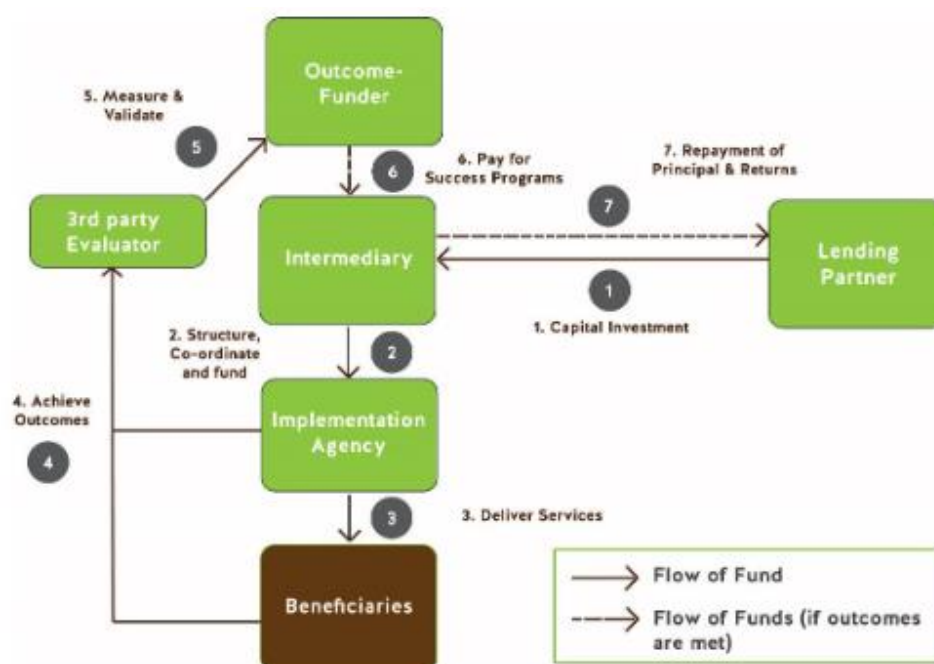 Outcome-
Funder
5. Measure &
Validate
5
6
6. Pay for
Success Programs
7. Repayment of
Principal & Returns
7
3rd party
Evaluator
Intermediary
Lending
Partner
1
1. Capital Investment
2. Structure,
Co-ordinate
and fund
2
4. Achieve
Outcomes
4
Implementation
Agency
3
3. Deliver Services
Beneficiaries
Flow of Fund
Flow of Funds (if outcomes
are met)